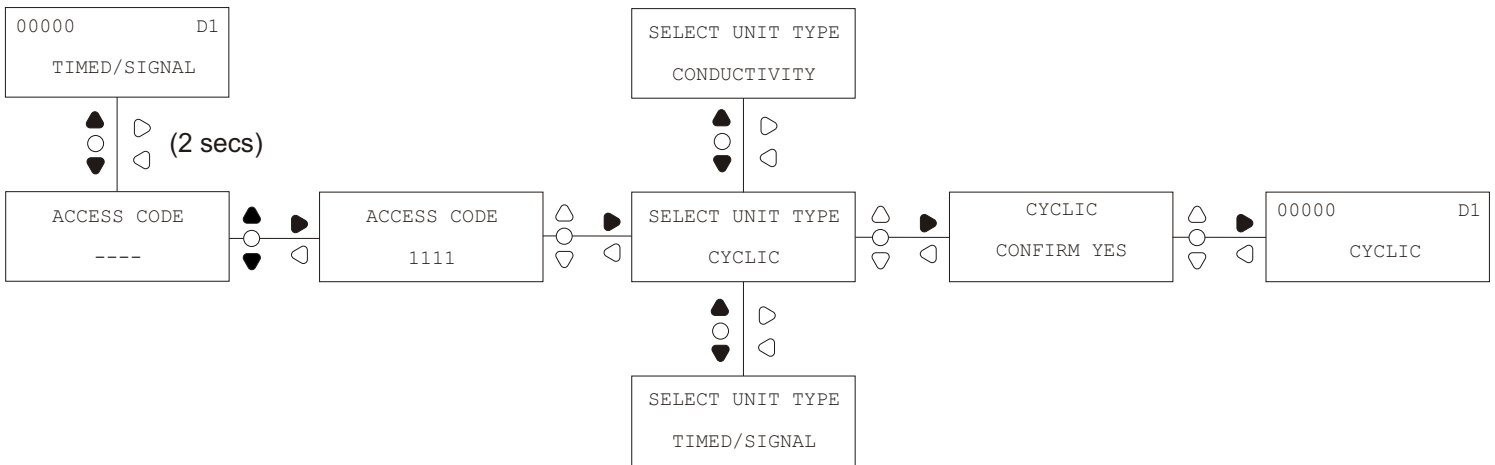 00000 D1
TIMED/SIGNAL
(2 secs)
ACCESS CODE
----
ACCESS CODE
1111
SELECT UNIT TYPE
CONDUCTIVITY
SELECT UNIT TYPE
CYCLIC
SELECT UNIT TYPE
TIMED/SIGNAL
CYCLIC
CONFIRM YES
00000 D1
CYCLIC